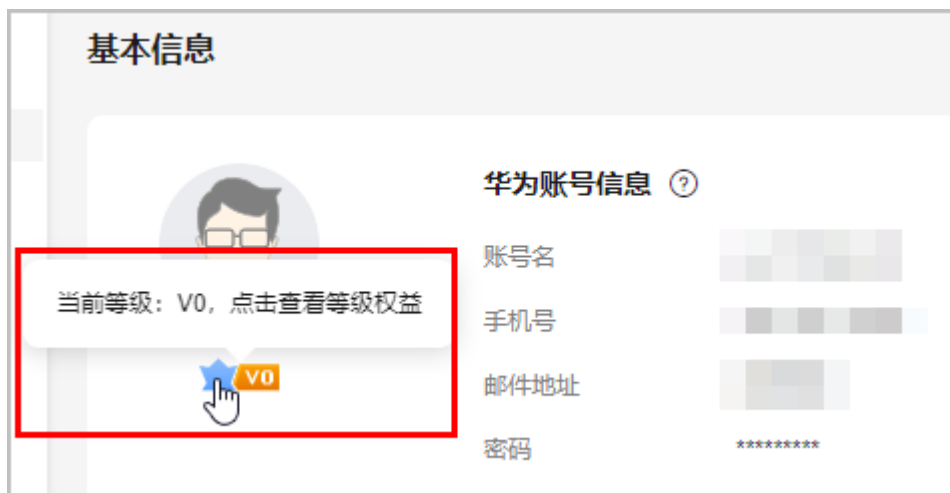 基本信息
华为账号信息 ?
账号名
当前等级：V0，点击查看等级权益
手机号
V0
邮件地址
密码 *********